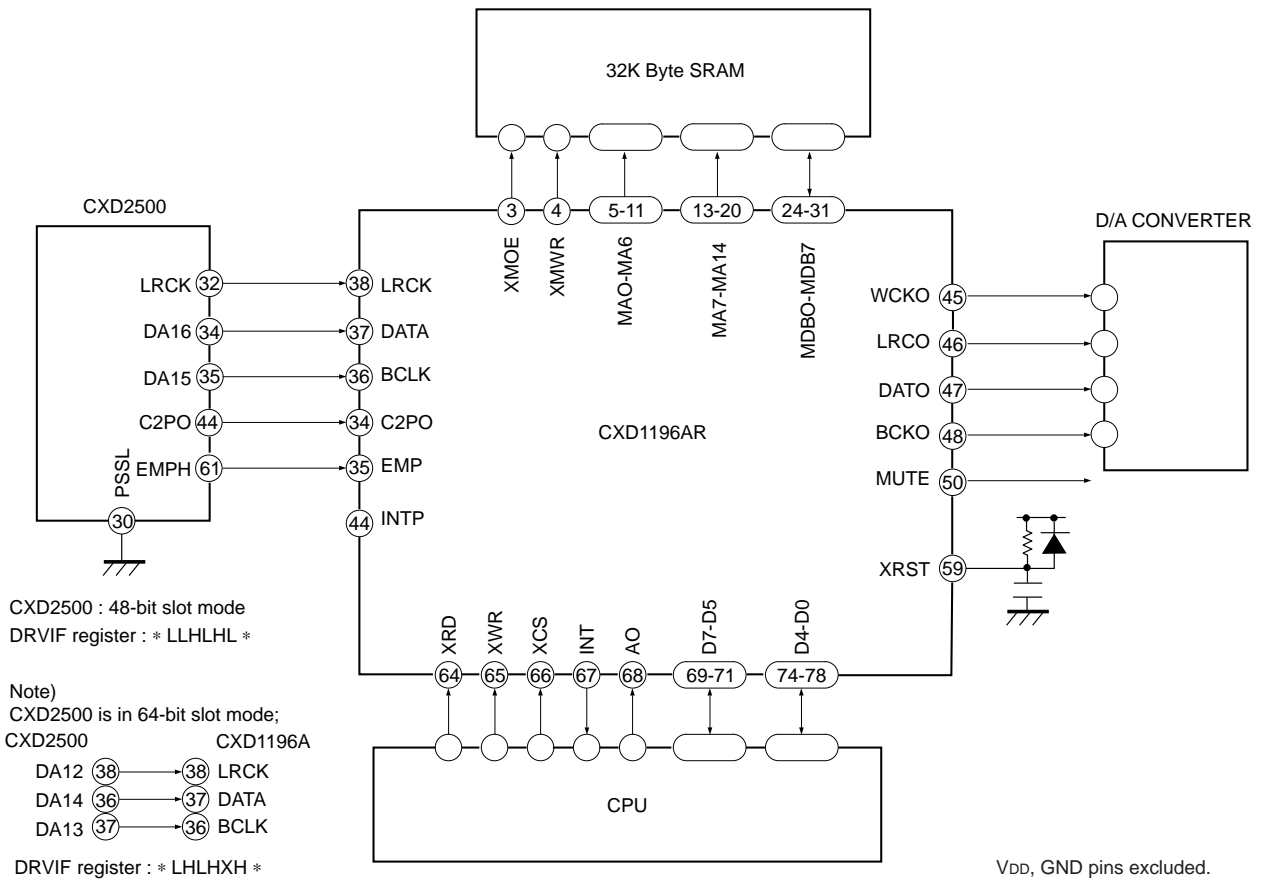 32K Byte SRAM
CXD2500
D/A CONVERTER
3
4
5-11
13-20
24-31
XMOE
XMWR
MAO-MA6
MA7-MA14
MDBO-MDB7
LRCK 32
38 LRCK
DA16 34
37 DATA
DA15 35
36 BCLK
C2PO 44
34 C2PO
EMPH 61
35 EMP
PSSL
30
44 INTP
CXD1196AR
WCKO 45
LRCO 46
DATO 47
BCKO 48
MUTE 50
XRST 59
CXD2500 : 48-bit slot mode
DRVIF register : * LLHLHL *
XRD
XWR
XCS
INT
AO
D7-D5
D4-D0
64
65
66
67
68
69-71
74-78
Note)
CXD2500 is in 64-bit slot mode;
CXD2500 CXD1196A
DA12 38 38 LRCK
DA14 36 37 DATA
DA13 37 36 BCLK
DRVIF register : * LHLHXH *
CPU
VDD, GND pins excluded.